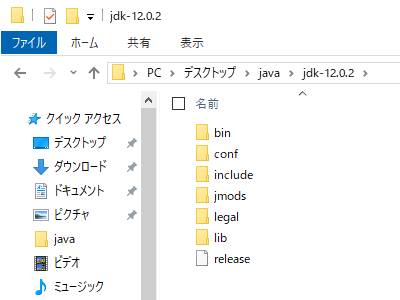 jdk-12.0.2
ファイル ホーム 共有 表示
PC デスクトップ java jdk-12.0.2
クイック アクセス
デスクトップ
ダウンロード
ドキュメント
ピクチャ
java
ビデオ
ミュージック
名前
bin
conf
include
jmods
legal
lib
release